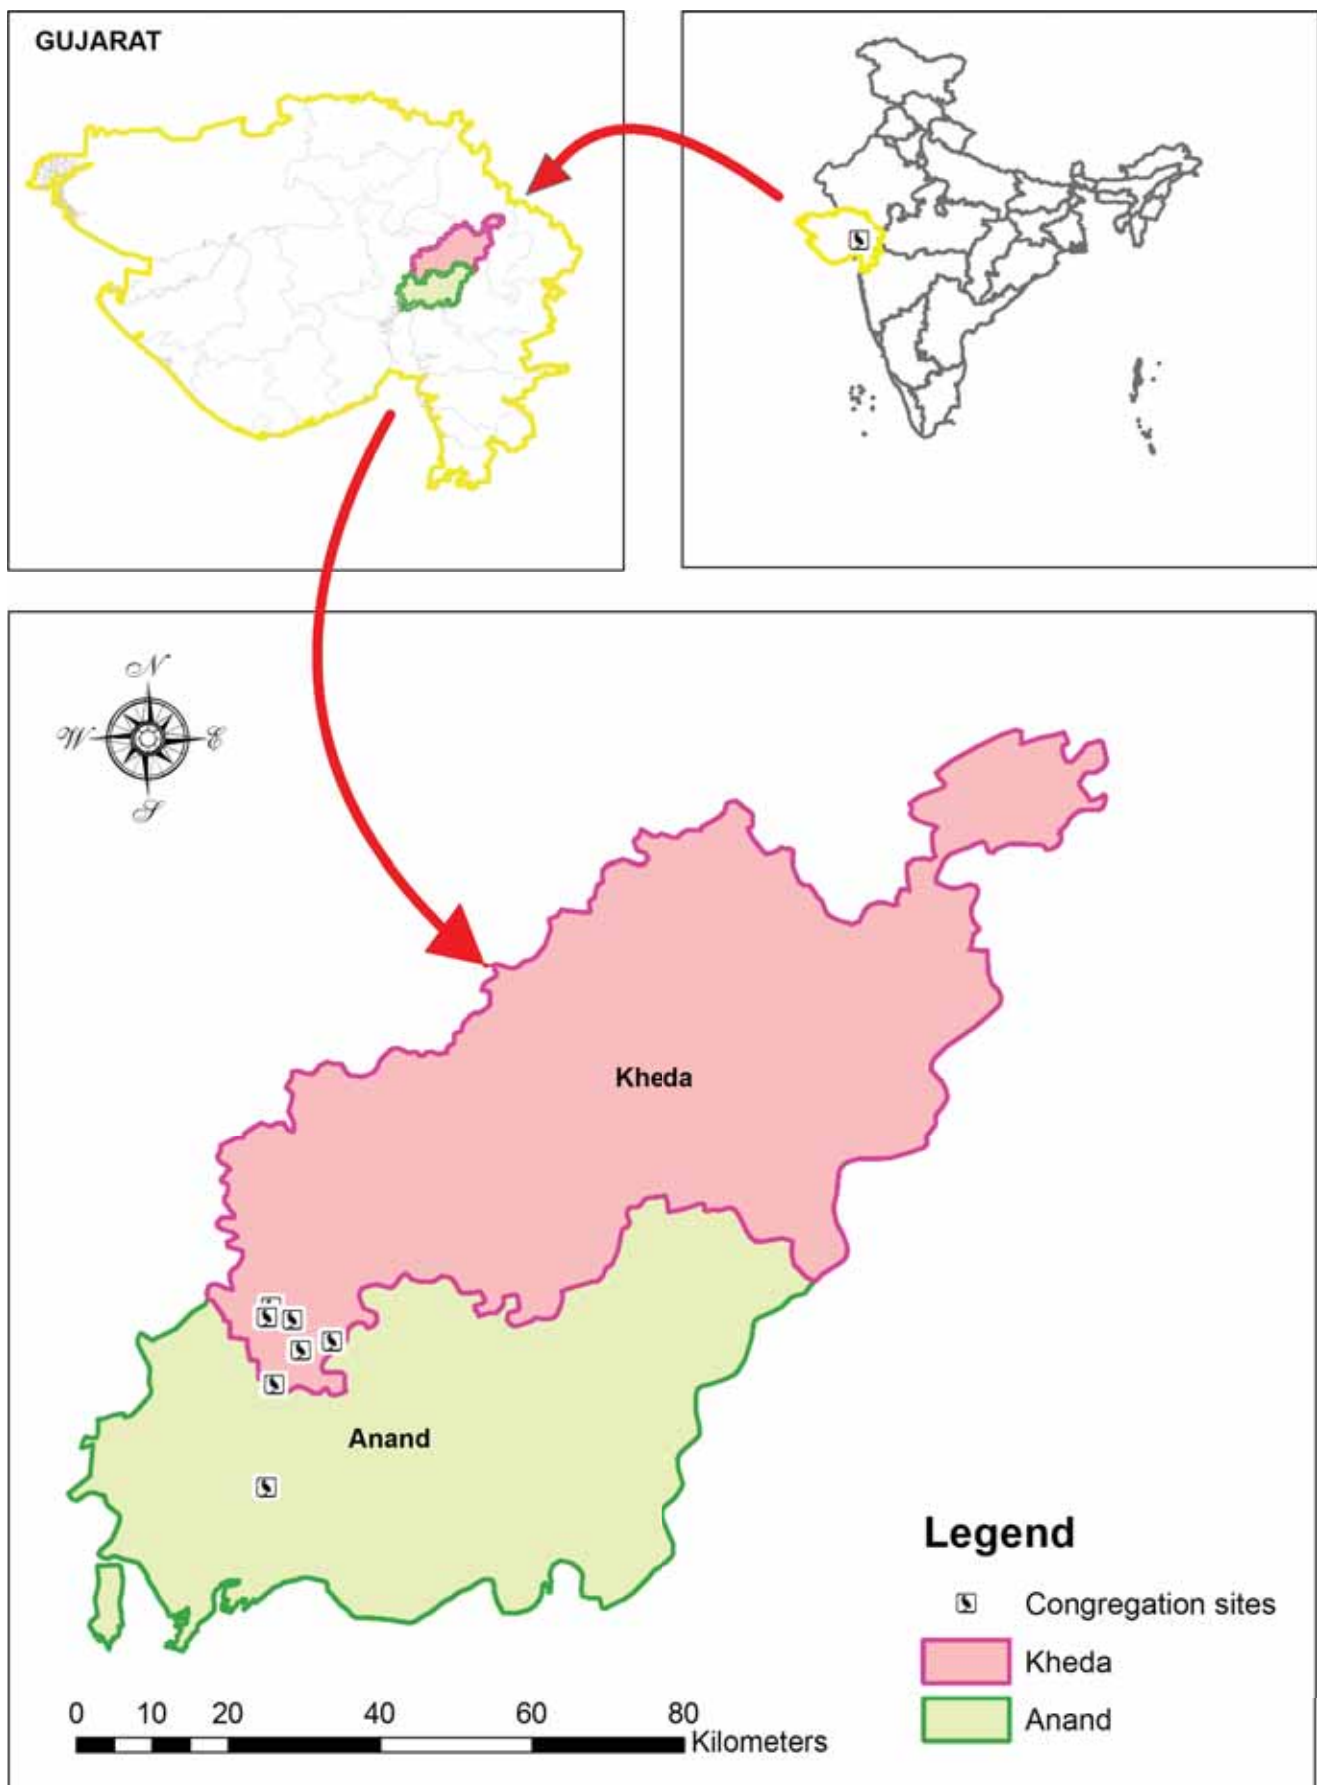 GUJARAT
N
W E
S
Kheda
Anand
Legend
Congregation sites
Kheda
Anand
0 10 20 40 60 80
Kilometers